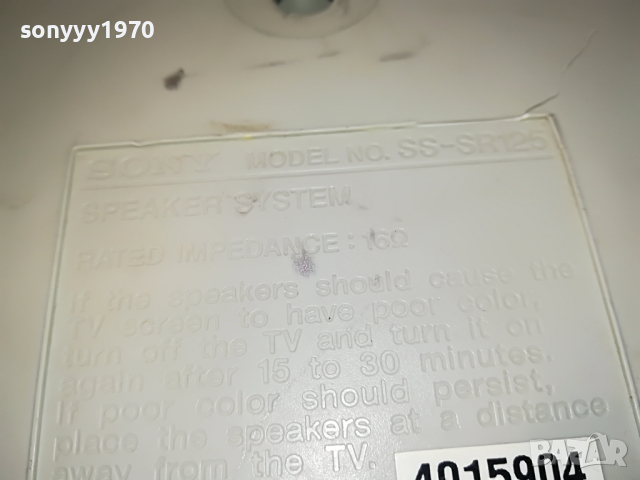 sonyyy1970
SONY MODEL NO. SS-SR125
SPEAKER SYSTEM
RATED IMPEDANCE : 16Ω
If the speakers should cause the
TV screen to have poor color,
turn off the TV and turn it on
again after 15 to 30 minutes.
If poor color should persist,
place the speakers at a distance
away from the TV.
4015904
BAZAR